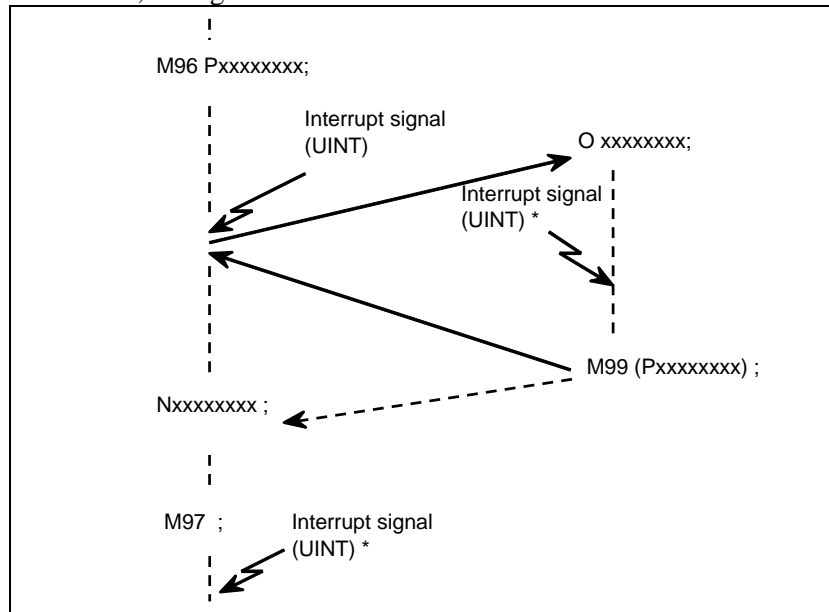 M96 Pxxxxxxxx;
Interrupt signal
(UINT)
O xxxxxxxx;
Interrupt signal
(UINT) *
M99 (Pxxxxxxxx) ;
Nxxxxxxxx ;
M97 ;
Interrupt signal
(UINT) *